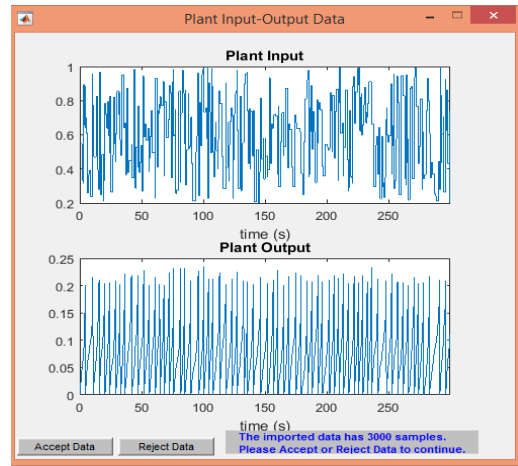 Plant Input-Output Data
Plant Input
1
0.8
0.6
0.4
0.2
0 50 100 150 200 250
time (s)
Plant Output
0.25
0.2
0.15
0.1
0.05
0
0 50 100 150 200 250
time (s)
Accept Data
Reject Data
The imported data has 3000 samples.
Please Accept or Reject Data to continue.